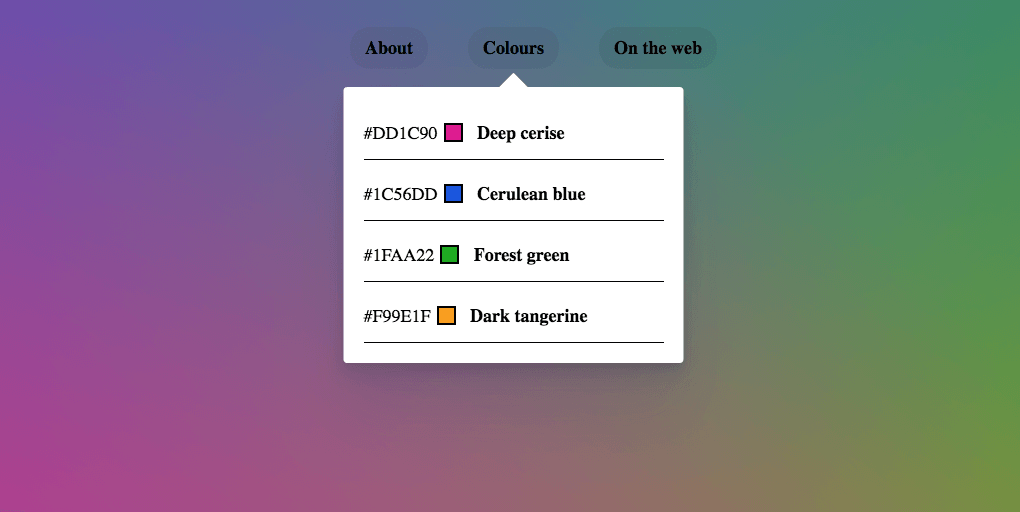 About Colours On the web
#DD1C90 Deep cerise
#1C56DD Cerulean blue
#1FAA22 Forest green
#F99E1F Dark tangerine